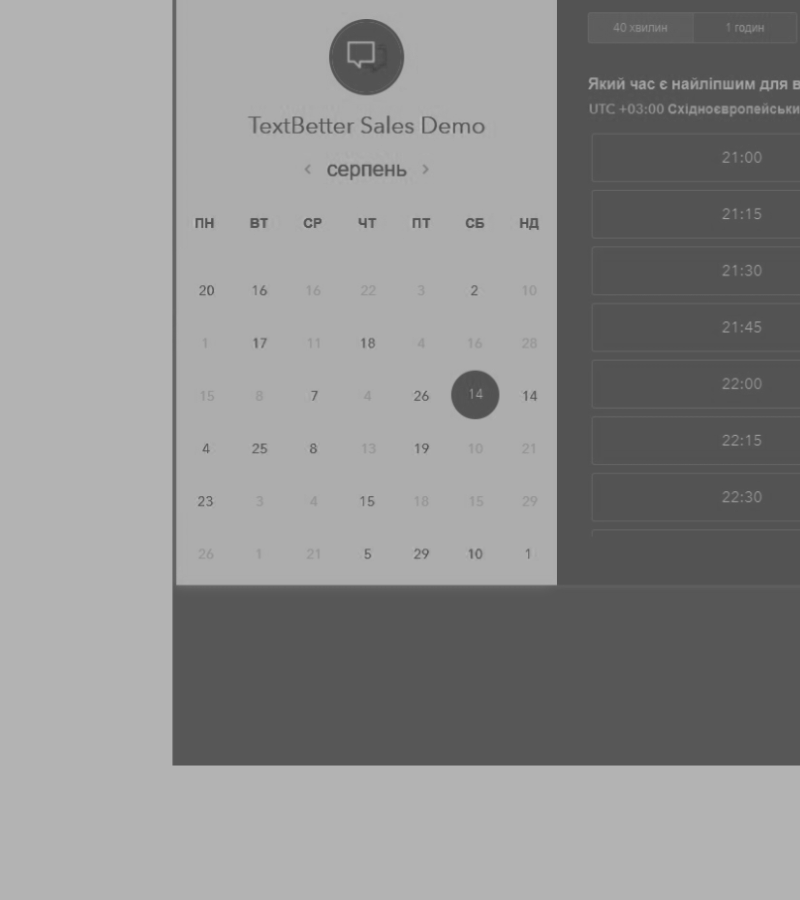 TextBetter Sales Demo
‹ серпень ›
ПН ВТ СР ЧТ ПТ СБ НД
20 16 16 22 3 2 10
1 17 11 18 4 16 28
15 8 7 4 26 14 14
4 25 8 13 19 10 21
23 3 4 15 18 15 29
26 1 21 5 29 10 1
40 хвилин 1 годин
Який час є найліпшим для в
UTC +03:00 Східноєвропейськи
21:00
21:15
21:30
21:45
22:00
22:15
22:30